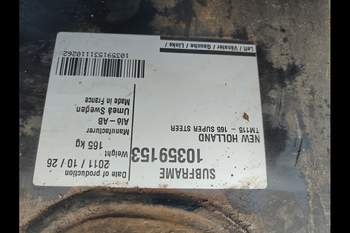 SUBFRAME
10359153
NEW HOLLAND
TM115 - 165 SUPER STEER
Date of production
2011 / 10 / 26
Weight
165 kg
Manufacturer
Alö - AB
Umeå Sweden
Made in France
10359153110262
Left / Vänster / Gauche / Links /